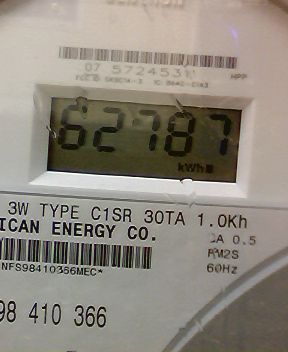 07 5724531
HPP
62787
kWh
3W TYPE C1SR 30TA 1.0Kh
ICAN ENERGY CO.
CA 0.5
RM2S
60Hz
NFS98410366MEC*
98 410 366